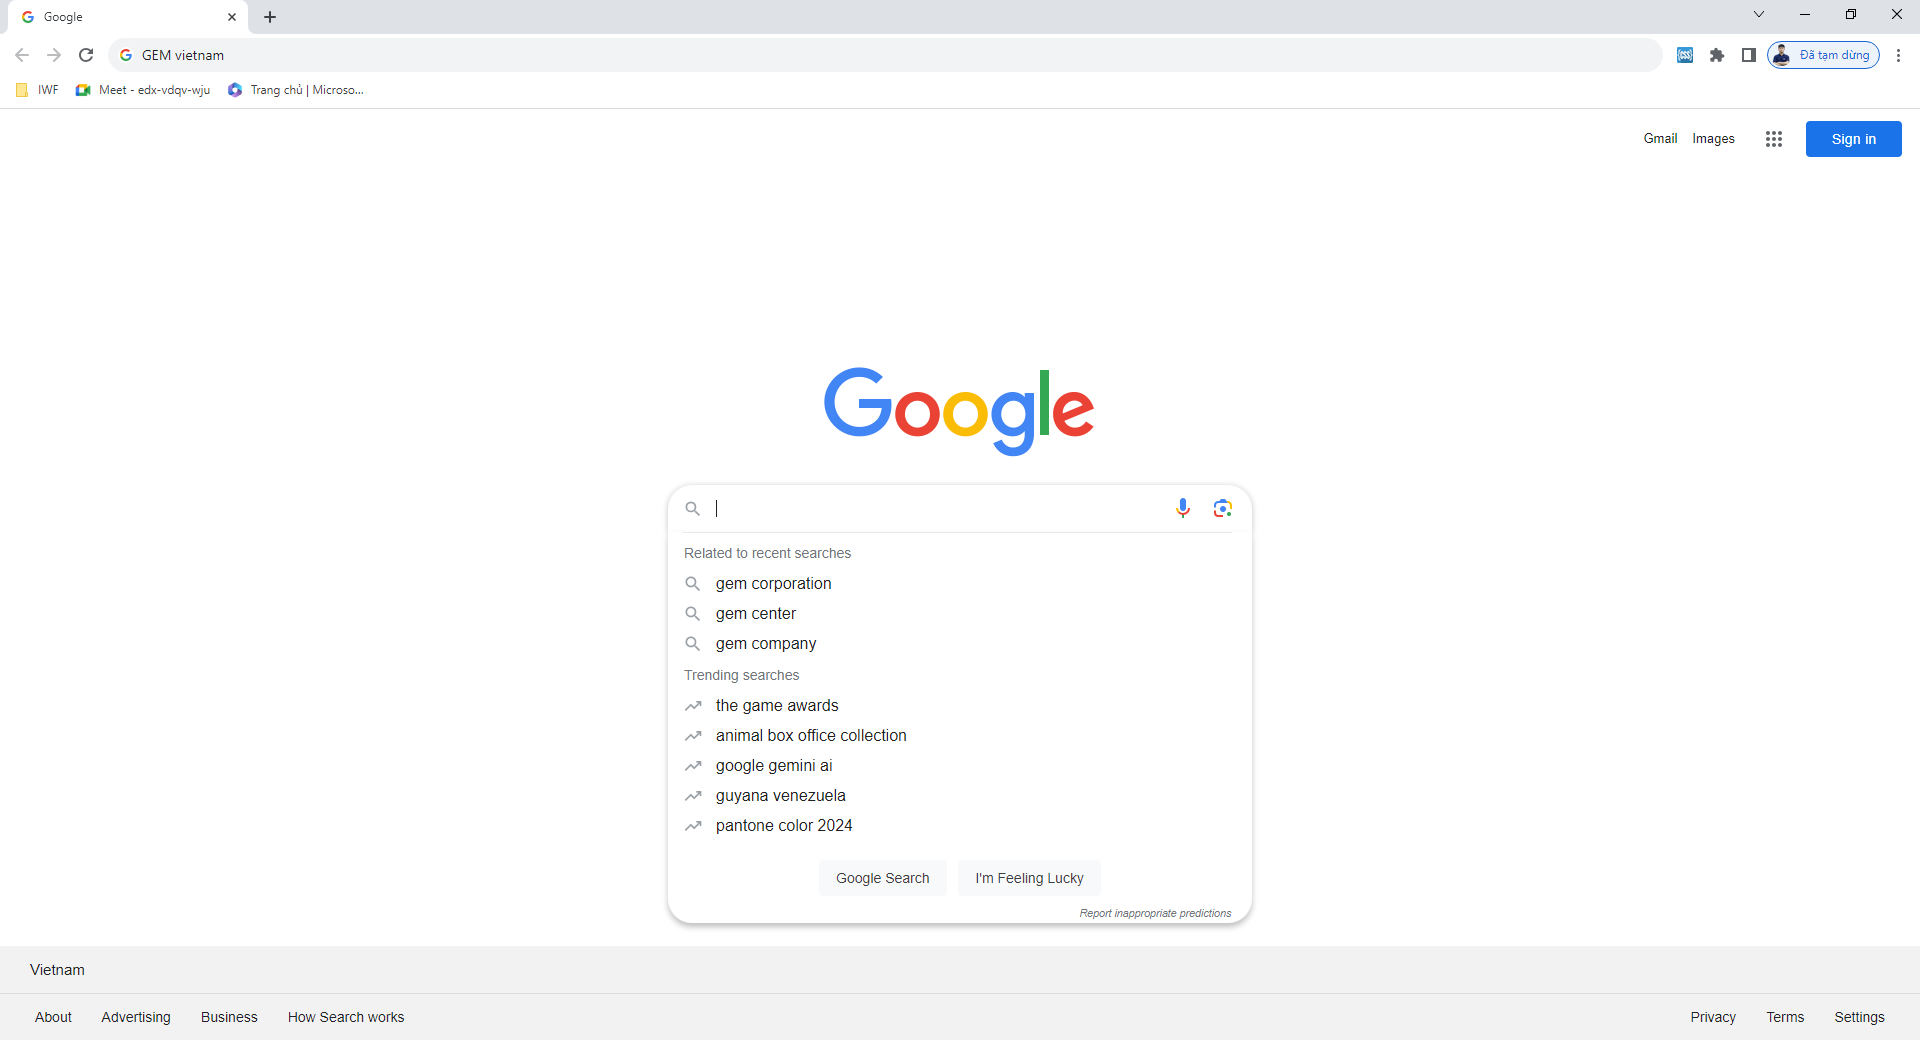 Google
GEM vietnam
Đã tạm dừng
IWF
Meet - edx-vdqv-wju
Trang chủ | Microso...
Gmail
Images
Sign in
Google
Related to recent searches
gem corporation
gem center
gem company
Trending searches
the game awards
animal box office collection
google gemini ai
guyana venezuela
pantone color 2024
Google Search
I'm Feeling Lucky
Report inappropriate predictions
Vietnam
About
Advertising
Business
How Search works
Privacy
Terms
Settings